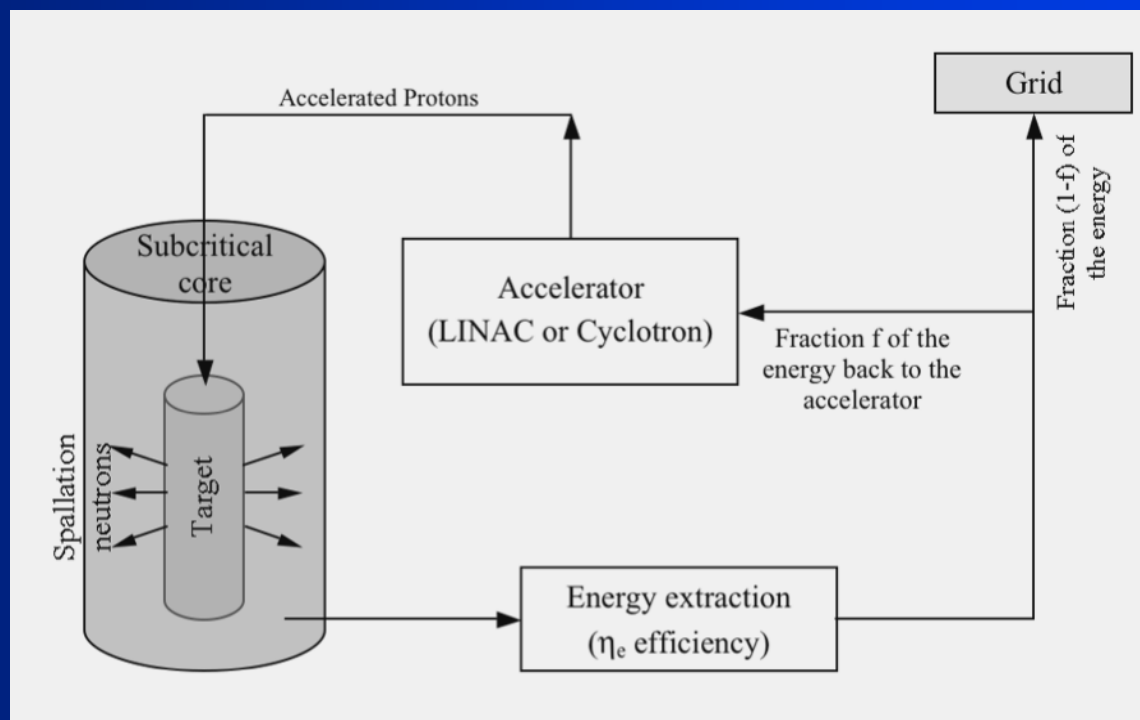 Grid
Accelerated Protons
Fraction (1-f) of
the energy
Subcritical
core
Accelerator
(LINAC or Cyclotron)
Fraction f of the
energy back to the
accelerator
Spallation
neutrons
Target
Energy extraction
(ηe efficiency)